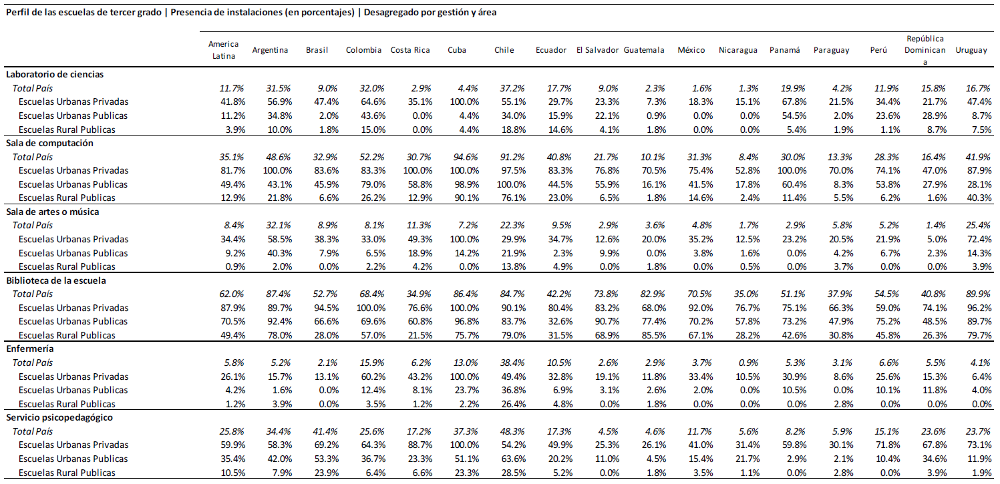 Perfil de las escuelas de tercer grado | Presencia de instalaciones (en porcentajes) | Desagregado por gestión y área
America Latina Argentina Brasil Colombia Costa Rica Cuba Chile Ecuador El Salvador Guatemala México Nicaragua Panamá Paraguay Perú República Dominicana Uruguay
Laboratorio de ciencias
Total País 11.7% 31.5% 9.0% 32.0% 2.9% 4.4% 37.2% 17.7% 9.0% 2.3% 1.6% 1.3% 19.9% 4.2% 11.9% 15.8% 16.7%
Escuelas Urbanas Privadas 41.8% 56.9% 47.4% 64.6% 35.1% 100.0% 55.1% 29.7% 23.3% 7.3% 18.3% 15.1% 67.8% 21.5% 34.4% 21.7% 47.4%
Escuelas Urbanas Publicas 11.2% 34.8% 2.0% 43.6% 0.0% 4.4% 34.0% 15.9% 22.1% 0.9% 0.0% 0.0% 54.5% 2.0% 23.6% 28.9% 8.7%
Escuelas Rural Publicas 3.9% 10.0% 1.8% 15.0% 0.0% 4.4% 18.8% 14.6% 4.1% 1.8% 0.0% 0.0% 5.4% 1.9% 1.1% 8.7% 7.5%
Sala de computación
Total País 35.1% 48.6% 32.9% 52.2% 30.7% 94.6% 91.2% 40.8% 21.7% 10.1% 31.3% 8.4% 30.0% 13.3% 28.3% 16.4% 41.9%
Escuelas Urbanas Privadas 81.7% 100.0% 83.6% 83.3% 100.0% 100.0% 97.5% 83.3% 76.8% 70.5% 75.4% 52.8% 100.0% 70.0% 74.1% 47.0% 87.9%
Escuelas Urbanas Publicas 49.4% 43.1% 45.9% 79.0% 58.8% 98.9% 100.0% 44.5% 55.9% 16.1% 41.5% 17.8% 60.4% 8.3% 53.8% 27.9% 28.1%
Escuelas Rural Publicas 12.9% 21.8% 6.6% 26.2% 12.9% 90.1% 76.1% 23.0% 6.5% 1.8% 14.6% 2.4% 11.4% 5.5% 6.2% 1.6% 40.3%
Sala de artes o música
Total País 8.4% 32.1% 8.9% 8.1% 11.3% 7.2% 22.3% 9.5% 2.9% 3.6% 4.8% 1.7% 2.9% 5.8% 5.2% 1.4% 25.4%
Escuelas Urbanas Privadas 34.4% 58.5% 38.3% 33.0% 49.3% 100.0% 29.9% 34.7% 12.6% 20.0% 35.2% 12.5% 23.2% 20.5% 21.9% 5.0% 72.4%
Escuelas Urbanas Publicas 9.2% 40.3% 7.9% 6.5% 18.9% 14.2% 21.9% 2.3% 9.9% 0.0% 3.8% 1.6% 0.0% 4.2% 6.7% 2.3% 14.3%
Escuelas Rural Publicas 0.9% 2.0% 0.0% 2.2% 4.2% 0.0% 13.8% 4.9% 0.0% 1.8% 0.0% 0.5% 0.0% 3.7% 0.0% 0.0% 3.9%
Biblioteca de la escuela
Total País 62.0% 87.4% 52.7% 68.4% 34.9% 86.4% 84.7% 42.2% 73.8% 82.9% 70.5% 35.0% 51.1% 37.9% 54.5% 40.8% 89.9%
Escuelas Urbanas Privadas 87.9% 89.7% 94.5% 100.0% 76.6% 100.0% 90.1% 80.4% 83.2% 68.0% 92.0% 76.7% 75.1% 66.3% 59.0% 74.1% 96.2%
Escuelas Urbanas Publicas 70.5% 92.4% 66.6% 69.6% 60.8% 96.8% 83.7% 32.6% 90.7% 77.4% 70.2% 57.8% 73.2% 47.9% 75.2% 48.5% 89.7%
Escuelas Rural Publicas 49.4% 78.0% 28.0% 57.0% 21.5% 75.7% 79.0% 31.5% 68.9% 85.5% 67.1% 28.2% 42.6% 30.8% 45.8% 26.3% 79.7%
Enfermería
Total País 5.8% 5.2% 2.1% 15.9% 6.2% 13.0% 38.4% 10.5% 2.6% 2.9% 3.7% 0.9% 5.3% 3.1% 6.6% 5.5% 4.1%
Escuelas Urbanas Privadas 26.1% 15.7% 13.1% 60.2% 43.2% 100.0% 49.4% 32.8% 19.1% 11.8% 33.4% 10.5% 30.9% 8.6% 25.6% 15.3% 6.4%
Escuelas Urbanas Publicas 4.2% 1.6% 0.0% 12.4% 8.1% 23.7% 36.8% 6.9% 3.1% 2.6% 2.0% 0.0% 10.5% 0.0% 10.1% 11.8% 4.0%
Escuelas Rural Publicas 1.2% 3.9% 0.0% 3.5% 1.2% 2.2% 26.4% 4.8% 0.0% 1.8% 0.0% 0.0% 0.0% 2.8% 0.0% 0.0% 0.0%
Servicio psicopedagógico
Total País 25.8% 34.4% 41.4% 25.6% 17.2% 37.3% 48.3% 17.3% 4.5% 4.6% 11.7% 5.6% 8.2% 5.9% 15.1% 23.6% 23.7%
Escuelas Urbanas Privadas 59.9% 58.3% 69.2% 64.3% 88.7% 100.0% 54.2% 49.9% 25.3% 26.1% 41.0% 31.4% 59.8% 30.1% 71.8% 67.8% 73.1%
Escuelas Urbanas Publicas 35.4% 42.0% 53.3% 36.7% 23.3% 51.1% 63.6% 20.2% 11.0% 4.5% 15.4% 21.7% 2.9% 2.1% 10.4% 34.6% 11.9%
Escuelas Rural Publicas 10.5% 7.9% 23.9% 6.4% 6.6% 23.3% 28.5% 5.2% 0.0% 1.8% 3.5% 1.1% 0.0% 2.8% 0.0% 3.9% 1.9%